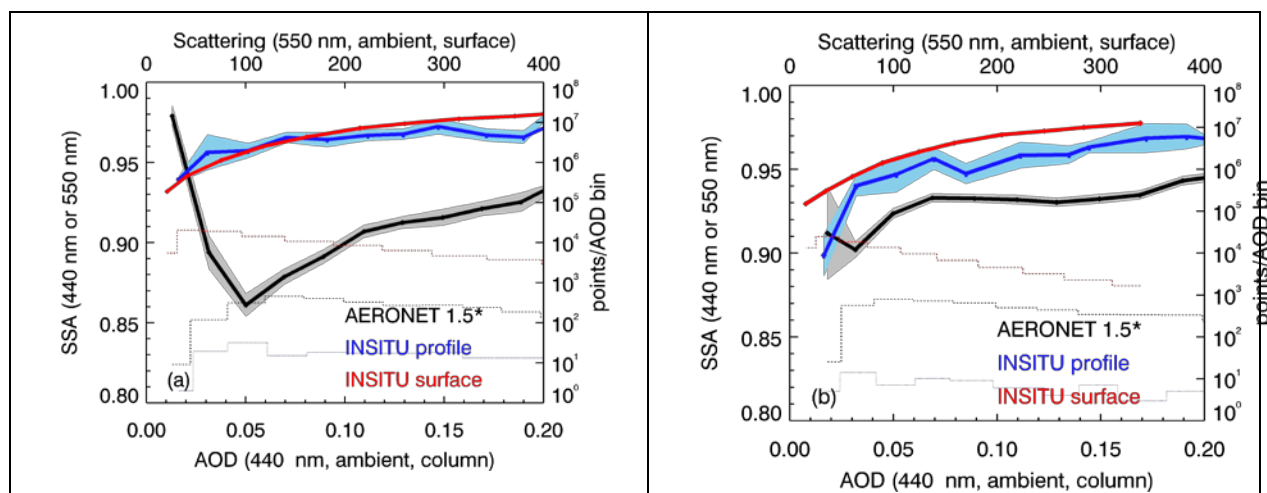 Scattering (550 nm, ambient, surface)
0 100 200 300 400
1.00
0.95
0.90
0.85
0.80
SSA (440 nm or 550 nm)
10⁸
10⁷
10⁶
10⁵
10⁴
10³
10²
10¹
10⁰
points/AOD bin
AERONET 1.5*
INSITU profile
INSITU surface
(a)
0.00 0.05 0.10 0.15 0.20
AOD (440 nm, ambient, column)
Scattering (550 nm, ambient, surface)
0 100 200 300 400
1.00
0.95
0.90
0.85
0.80
SSA (440 nm or 550 nm)
10⁸
10⁷
10⁶
10⁵
10⁴
10³
10²
10¹
10⁰
points/AOD bin
AERONET 1.5*
INSITU profile
INSITU surface
(b)
0.00 0.05 0.10 0.15 0.20
AOD (440 nm, ambient, column)